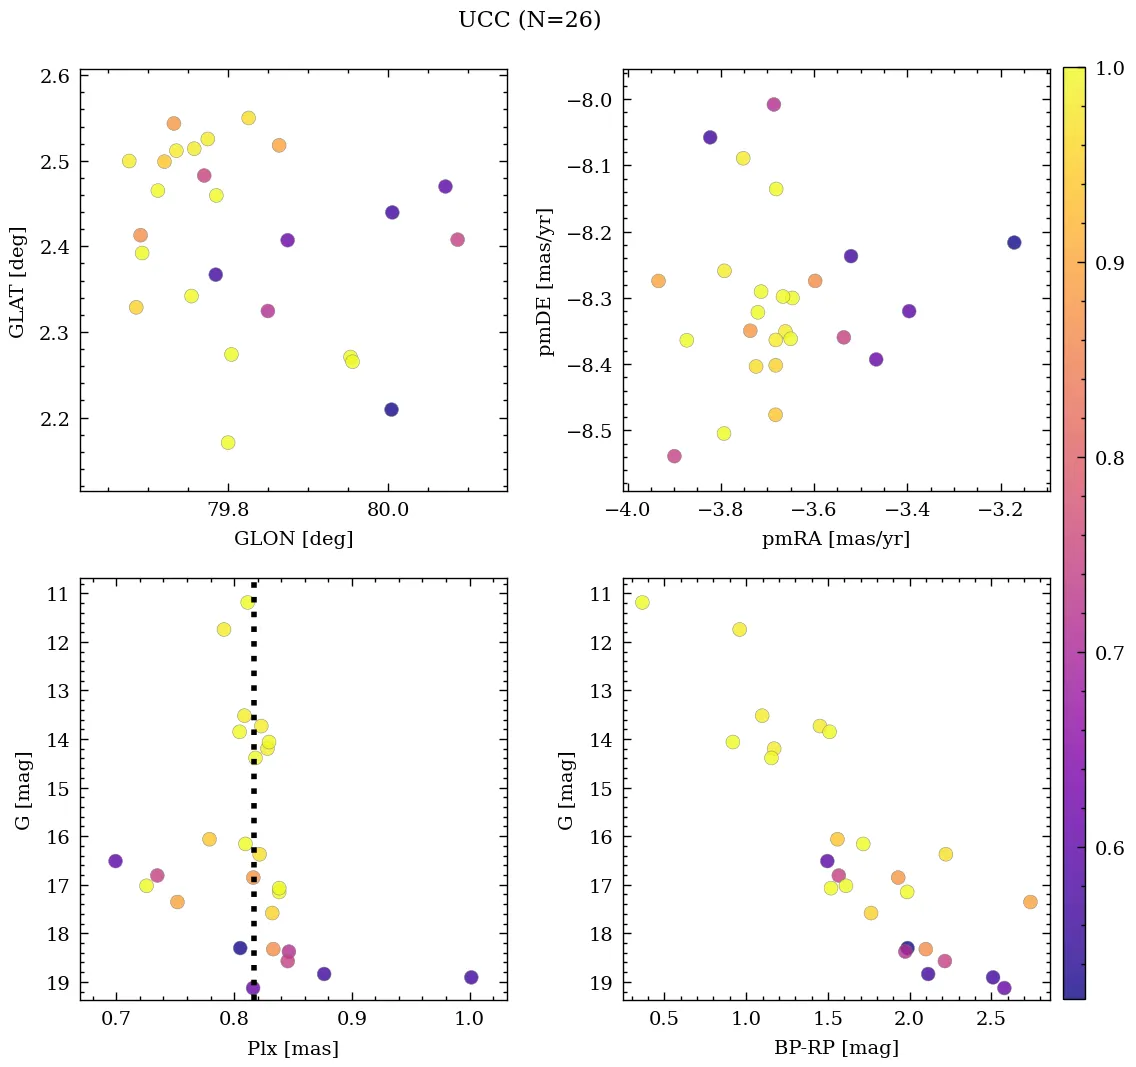 UCC (N=26)
2.6
2.5
2.4
2.3
2.2
GLAT [deg]
79.8 80.0
GLON [deg]
−8.0
−8.1
−8.2
−8.3
−8.4
−8.5
pmDE [mas/yr]
−4.0 −3.8 −3.6 −3.4 −3.2
pmRA [mas/yr]
1.0
0.9
0.8
0.7
0.6
11
12
13
14
15
16
17
18
19
G [mag]
0.7 0.8 0.9 1.0
Plx [mas]
11
12
13
14
15
16
17
18
19
G [mag]
0.5 1.0 1.5 2.0 2.5
BP-RP [mag]